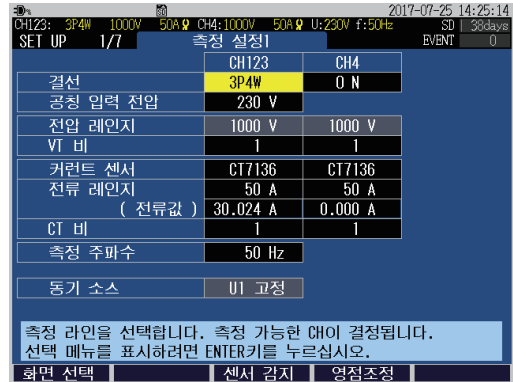 2017-07-25 14:25:14
CH123: 3P4W 1000V 50A CH4:1000V 50A U:230V f:50Hz SD 38days
SET UP 1/7 측정 설정1 EVENT 0
CH123 CH4
결선 3P4W O N
공칭 입력 전압 230 V
전압 레인지 1000 V 1000 V
VT 비 1 1
커런트 센서 CT7136 CT7136
전류 레인지 50 A 50 A
( 전류값 ) 30.024 A 0.000 A
CT 비 1 1
측정 주파수 50 Hz
동기 소스 U1 고정
측정 라인을 선택합니다. 측정 가능한 CH이 결정됩니다.
선택 메뉴를 표시하려면 ENTER키를 누르십시오.
화면 선택 센서 감지 영점조정